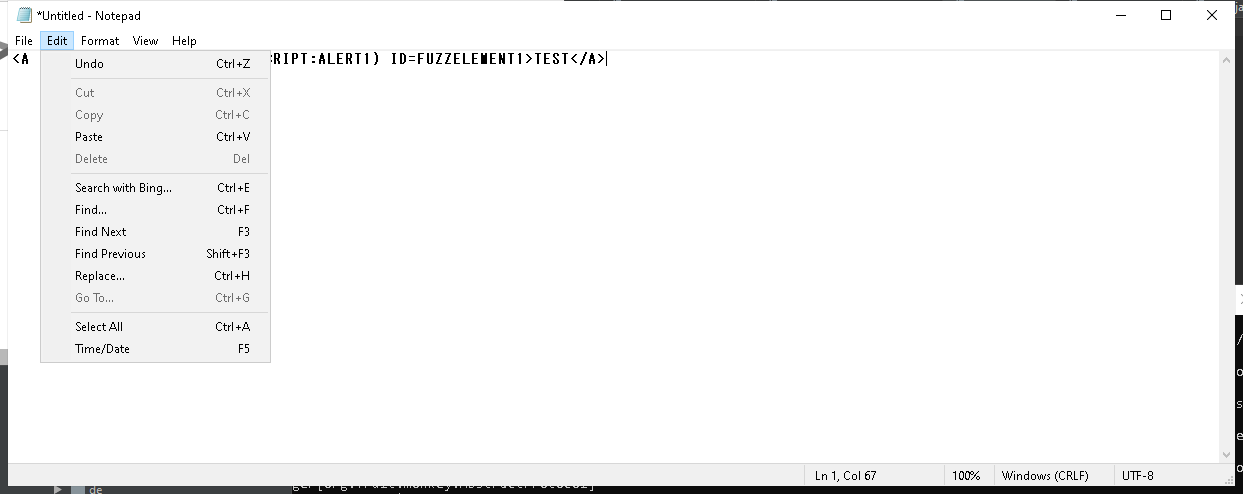 *Untitled - Notepad
File Edit Format View Help
<A RIPT:ALERT1) ID=FUZZELEMENT1>TEST</A>
Undo Ctrl+Z
Cut Ctrl+X
Copy Ctrl+C
Paste Ctrl+V
Delete Del
Search with Bing... Ctrl+E
Find... Ctrl+F
Find Next F3
Find Previous Shift+F3
Replace... Ctrl+H
Go To... Ctrl+G
Select All Ctrl+A
Time/Date F5
Ln 1, Col 67 100% Windows (CRLF) UTF-8
de